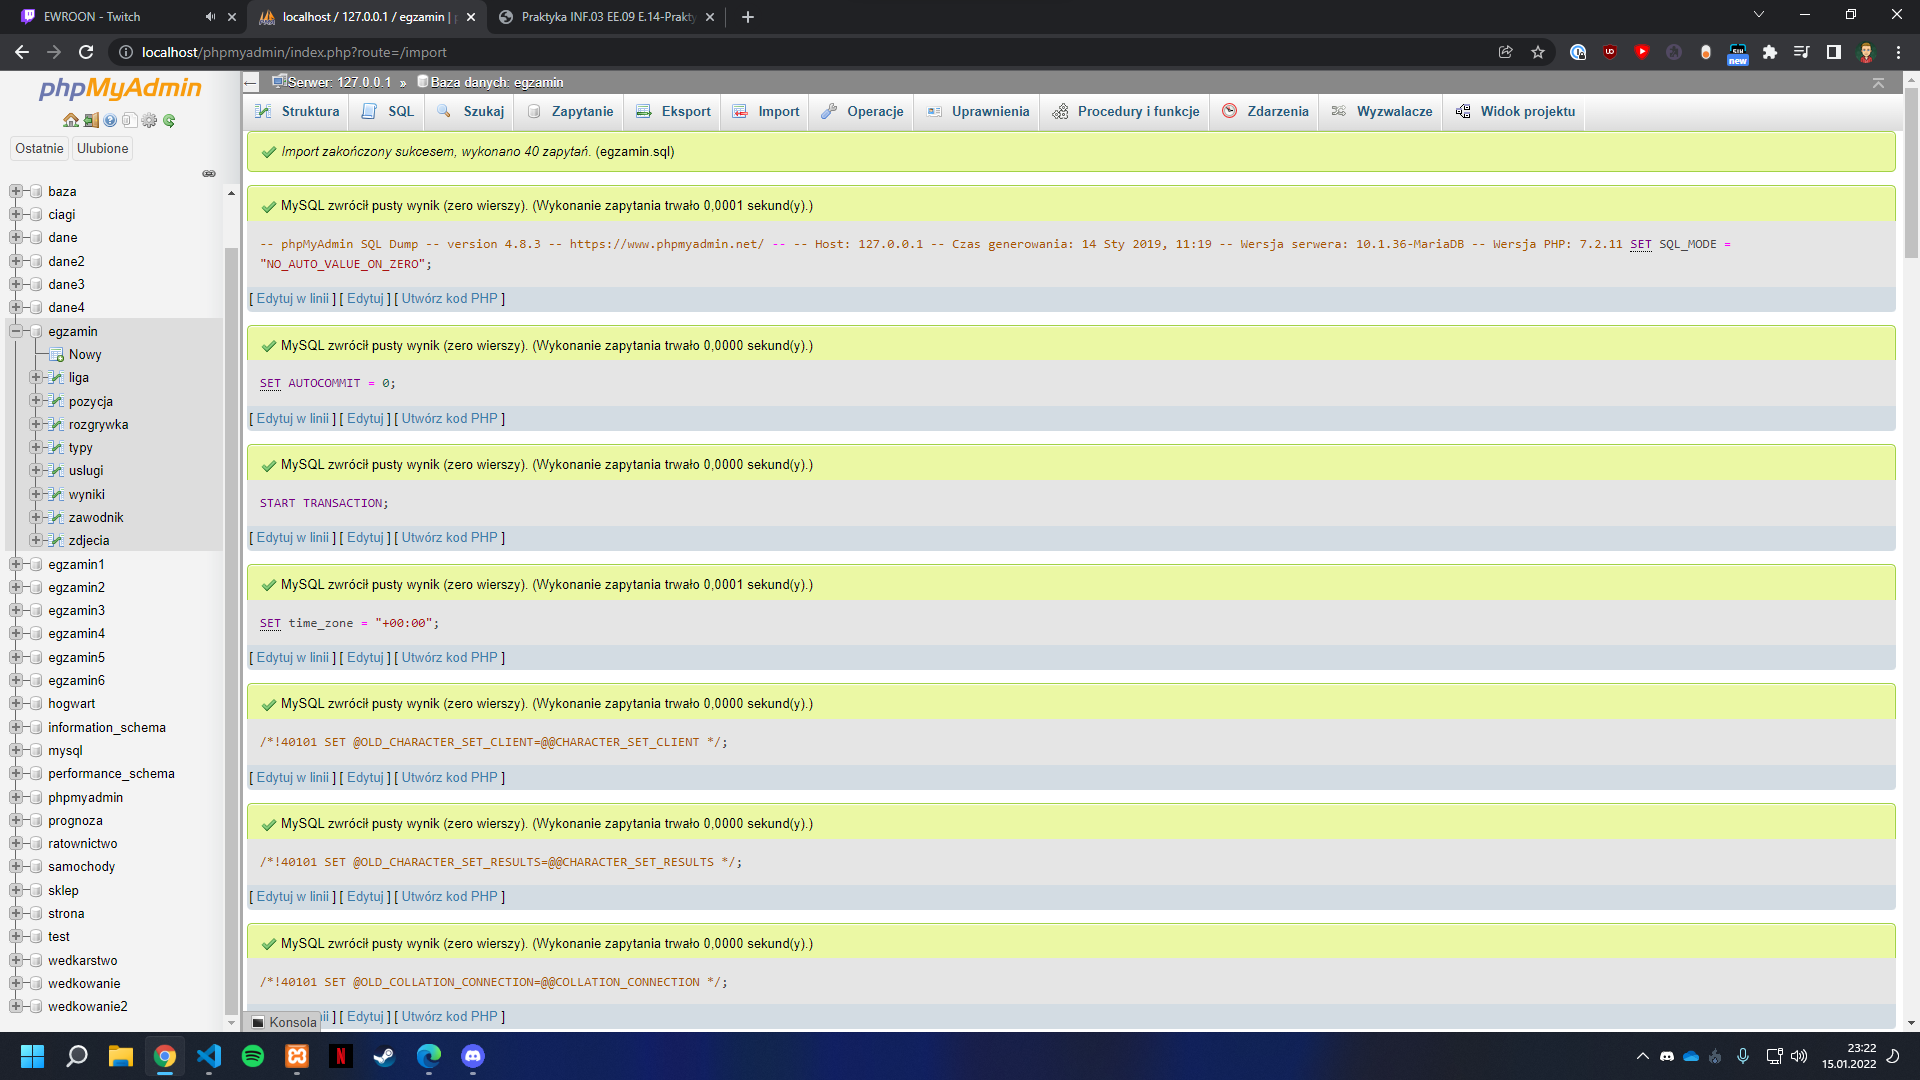 EWROON - Twitch
localhost / 127.0.0.1 / egzamin | p
Praktyka INF.03 EE.09 E.14-Prakty
localhost/phpmyadmin/index.php?route=/import
new
phpMyAdmin
Ostatnie
Ulubione
baza
ciagi
dane
dane2
dane3
dane4
egzamin
Nowy
liga
pozycja
rozgrywka
typy
uslugi
wyniki
zawodnik
zdjecia
egzamin1
egzamin2
egzamin3
egzamin4
egzamin5
egzamin6
hogwart
information_schema
mysql
performance_schema
phpmyadmin
prognoza
ratownictwo
samochody
sklep
strona
test
wedkarstwo
wedkowanie
wedkowanie2
Serwer: 127.0.0.1 » Baza danych: egzamin
Struktura SQL Szukaj Zapytanie Eksport Import Operacje Uprawnienia Procedury i funkcje Zdarzenia Wyzwalacze Widok projektu
Import zakończony sukcesem, wykonano 40 zapytań. (egzamin.sql)
MySQL zwrócił pusty wynik (zero wierszy). (Wykonanie zapytania trwało 0,0001 sekund(y).)
-- phpMyAdmin SQL Dump -- version 4.8.3 -- https://www.phpmyadmin.net/ -- -- Host: 127.0.0.1 -- Czas generowania: 14 Sty 2019, 11:19 -- Wersja serwera: 10.1.36-MariaDB -- Wersja PHP: 7.2.11 SET SQL_MODE =
"NO_AUTO_VALUE_ON_ZERO";
[ Edytuj w linii ] [ Edytuj ] [ Utwórz kod PHP ]
MySQL zwrócił pusty wynik (zero wierszy). (Wykonanie zapytania trwało 0,0000 sekund(y).)
SET AUTOCOMMIT = 0;
[ Edytuj w linii ] [ Edytuj ] [ Utwórz kod PHP ]
MySQL zwrócił pusty wynik (zero wierszy). (Wykonanie zapytania trwało 0,0000 sekund(y).)
START TRANSACTION;
[ Edytuj w linii ] [ Edytuj ] [ Utwórz kod PHP ]
MySQL zwrócił pusty wynik (zero wierszy). (Wykonanie zapytania trwało 0,0001 sekund(y).)
SET time_zone = "+00:00";
[ Edytuj w linii ] [ Edytuj ] [ Utwórz kod PHP ]
MySQL zwrócił pusty wynik (zero wierszy). (Wykonanie zapytania trwało 0,0000 sekund(y).)
/*!40101 SET @OLD_CHARACTER_SET_CLIENT=@@CHARACTER_SET_CLIENT */;
[ Edytuj w linii ] [ Edytuj ] [ Utwórz kod PHP ]
MySQL zwrócił pusty wynik (zero wierszy). (Wykonanie zapytania trwało 0,0000 sekund(y).)
/*!40101 SET @OLD_CHARACTER_SET_RESULTS=@@CHARACTER_SET_RESULTS */;
[ Edytuj w linii ] [ Edytuj ] [ Utwórz kod PHP ]
MySQL zwrócił pusty wynik (zero wierszy). (Wykonanie zapytania trwało 0,0000 sekund(y).)
/*!40101 SET @OLD_COLLATION_CONNECTION=@@COLLATION_CONNECTION */;
Konsola nii ] [ Edytuj ] [ Utwórz kod PHP ]
23:22
15.01.2022